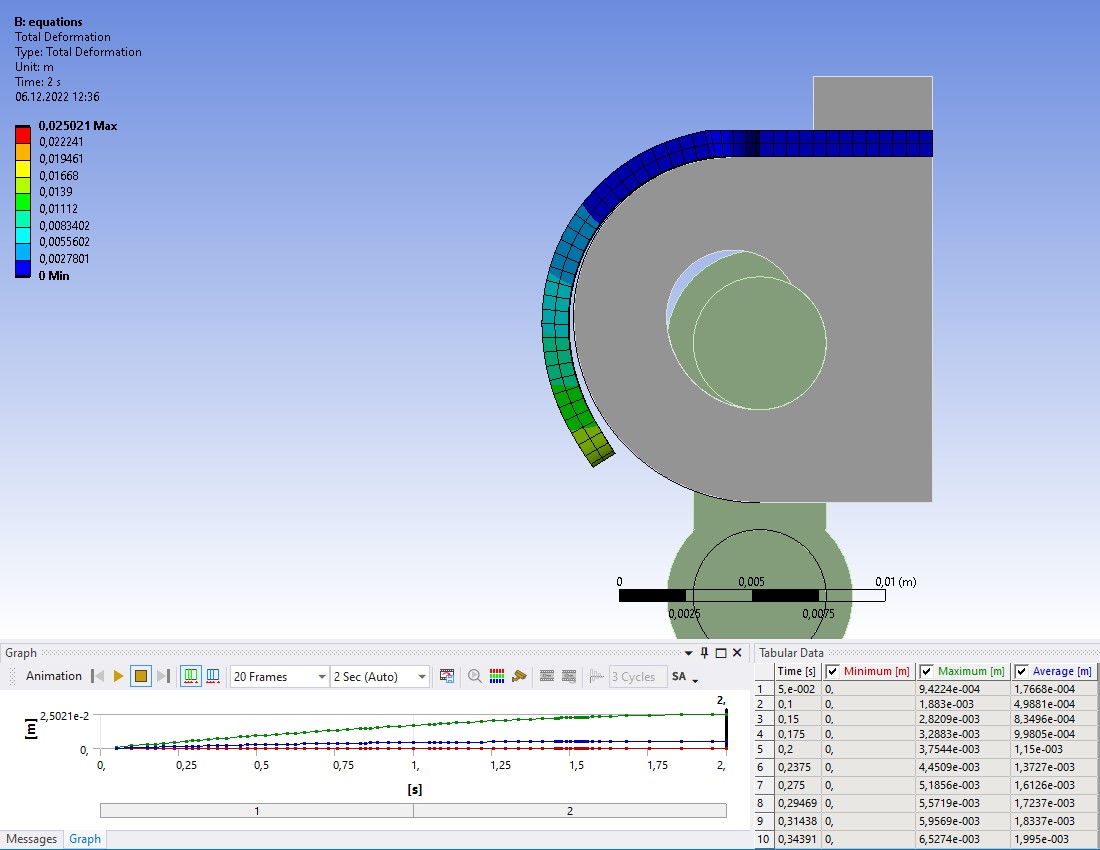 B: equations
Total Deformation
Type: Total Deformation
Unit: m
Time: 2 s
06.12.2022 12:36
0,025021 Max
0,022241
0,019461
0,01668
0,0139
0,01112
0,0083402
0,0055602
0,0027801
0 Min
0 0,005 0,01 (m)
0,0025 0,0075
Graph
Animation 20 Frames 2 Sec (Auto) 3 Cycles SA
2,
2,5021e-2
[m]
0,
0, 0,25 0,5 0,75 1, 1,25 1,5 1,75 2,
[s]
1 2
Messages Graph
Tabular Data
Time [s] Minimum [m] Maximum [m] Average [m]
1 5,e-002 0, 9,4224e-004 1,7668e-004
2 0,1 0, 1,883e-003 4,9881e-004
3 0,15 0, 2,8209e-003 8,3496e-004
4 0,175 0, 3,2883e-003 9,9805e-004
5 0,2 0, 3,7544e-003 1,15e-003
6 0,2375 0, 4,4509e-003 1,3727e-003
7 0,275 0, 5,1856e-003 1,6126e-003
8 0,29469 0, 5,5719e-003 1,7237e-003
9 0,31438 0, 5,9569e-003 1,8337e-003
10 0,34391 0, 6,5274e-003 1,995e-003